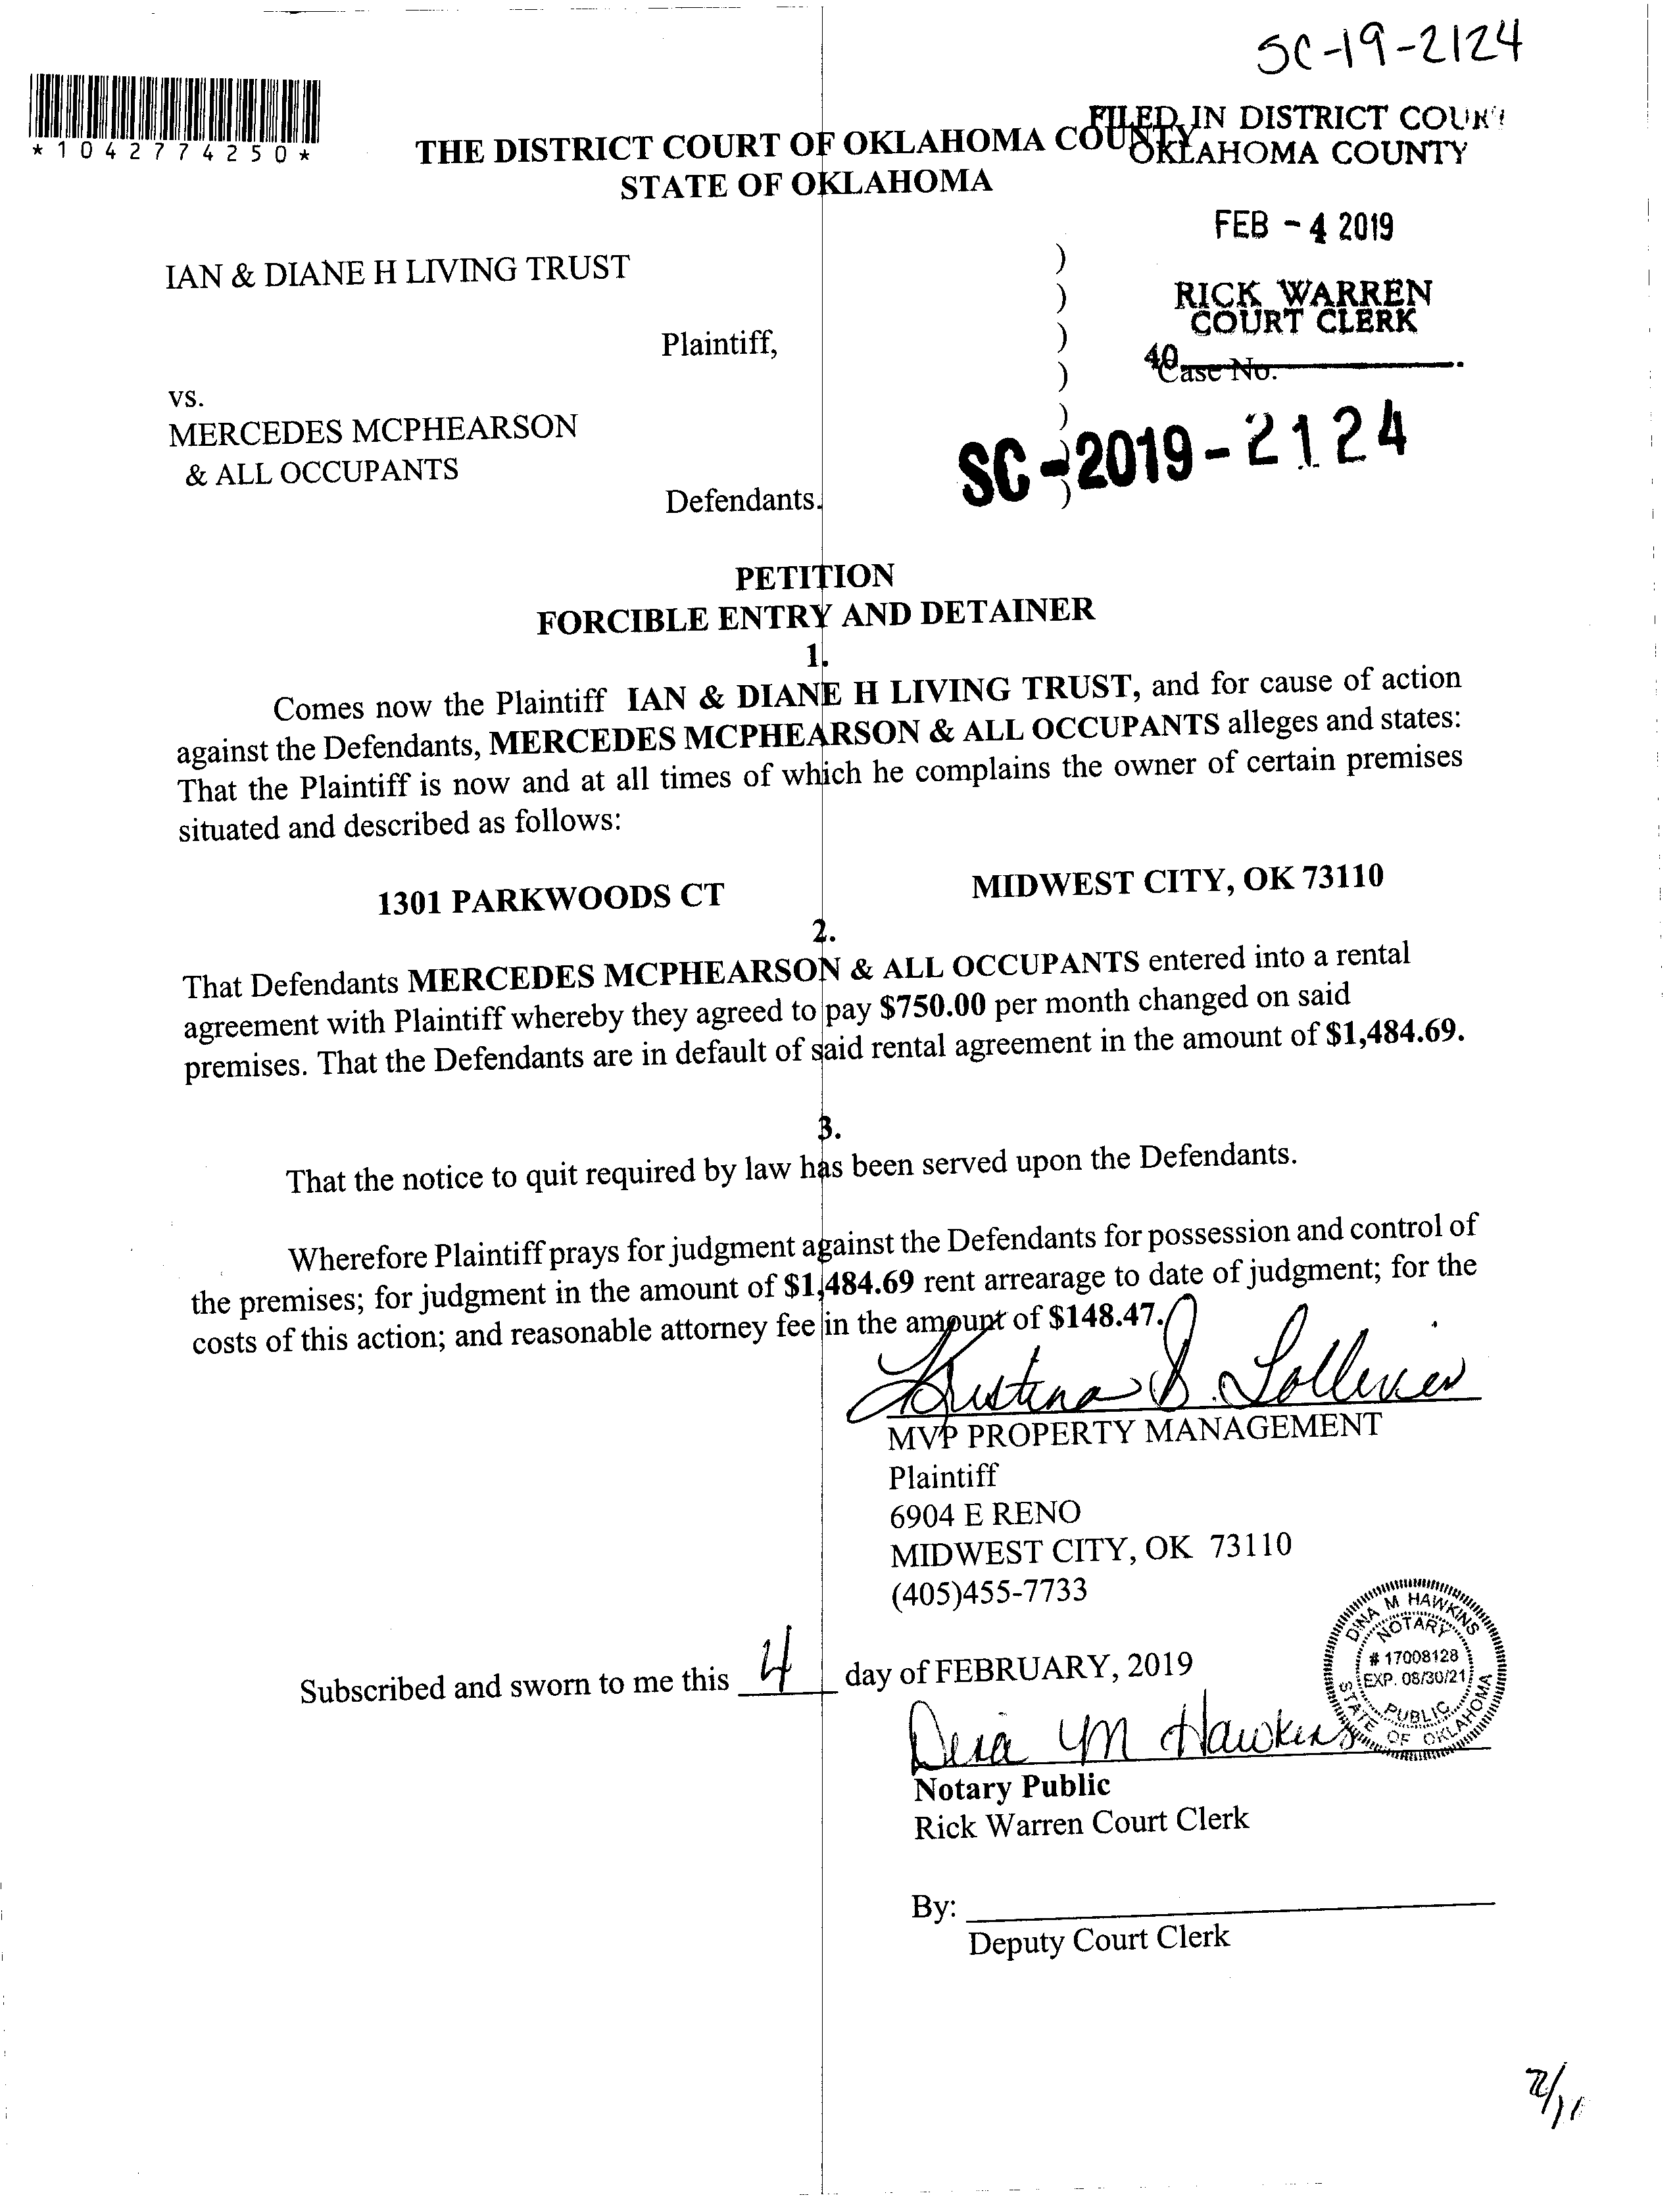 SC-19-2124
*1042774250*
FILED IN DISTRICT COURT
OKLAHOMA COUNTY
THE DISTRICT COURT OF OKLAHOMA COUNTY
STATE OF OKLAHOMA
FEB - 4 2019
RICK WARREN
COURT CLERK
40
Case No.
IAN & DIANE H LIVING TRUST )
)
Plaintiff, )
)
vs.
MERCEDES MCPHEARSON )
& ALL OCCUPANTS
SC-2019-2124
Defendants. )
PETITION
FORCIBLE ENTRY AND DETAINER
1.
Comes now the Plaintiff IAN & DIANE H LIVING TRUST, and for cause of action
against the Defendants, MERCEDES MCPHEARSON & ALL OCCUPANTS alleges and states:
That the Plaintiff is now and at all times of which he complains the owner of certain premises
situated and described as follows:
1301 PARKWOODS CT MIDWEST CITY, OK 73110
2.
That Defendants MERCEDES MCPHEARSON & ALL OCCUPANTS entered into a rental
agreement with Plaintiff whereby they agreed to pay $750.00 per month changed on said
premises. That the Defendants are in default of said rental agreement in the amount of $1,484.69.
3.
That the notice to quit required by law has been served upon the Defendants.
Wherefore Plaintiff prays for judgment against the Defendants for possession and control of
the premises; for judgment in the amount of $1,484.69 rent arrearage to date of judgment; for the
costs of this action; and reasonable attorney fee in the amount of $148.47.
MVP PROPERTY MANAGEMENT
Plaintiff
6904 E RENO
MIDWEST CITY, OK 73110
(405)455-7733
Subscribed and sworn to me this 4 day of FEBRUARY, 2019
DINA M HAWKINS
NOTARY
# 17008128
EXP. 08/30/21
PUBLIC
STATE OF OKLAHOMA
Dina M Hawkins
Notary Public
Rick Warren Court Clerk
By:
Deputy Court Clerk